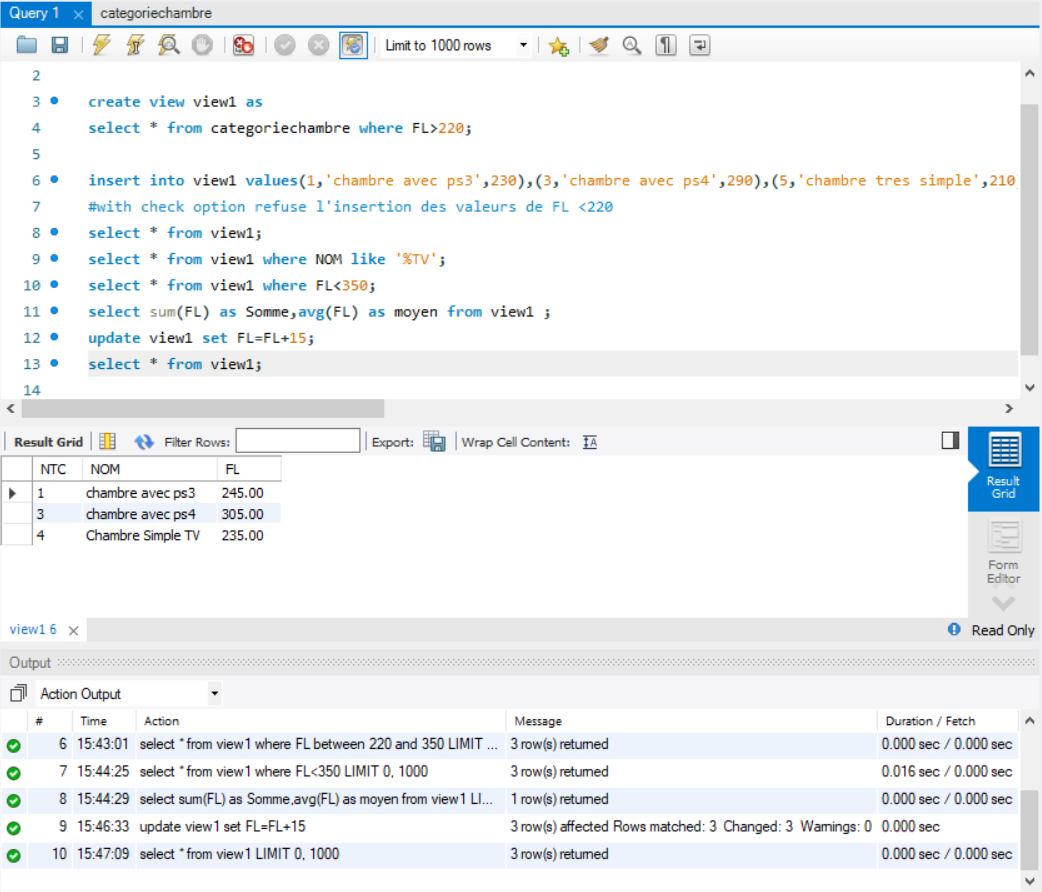 Query 1 categoriechambre
Limit to 1000 rows
2
3 create view view1 as
4 select * from categoriechambre where FL>220;
5
6 insert into view1 values(1,'chambre avec ps3',230),(3,'chambre avec ps4',290),(5,'chambre tres simple',210
7 #with check option refuse l'insertion des valeurs de FL <220
8 select * from view1;
9 select * from view1 where NOM like '%TV';
10 select * from view1 where FL<350;
11 select sum(FL) as Somme,avg(FL) as moyen from view1 ;
12 update view1 set FL=FL+15;
13 select * from view1;
14
Result Grid Filter Rows: Export: Wrap Cell Content: IA
NTC NOM FL
1 chambre avec ps3 245.00
3 chambre avec ps4 305.00
4 Chambre Simple TV 235.00
Result
Grid
Form
Editor
view1 6 Read Only
Output
Action Output
# Time Action Message Duration / Fetch
6 15:43:01 select * from view1 where FL between 220 and 350 LIMIT ... 3 row(s) returned 0.000 sec / 0.000 sec
7 15:44:25 select * from view1 where FL<350 LIMIT 0, 1000 3 row(s) returned 0.016 sec / 0.000 sec
8 15:44:29 select sum(FL) as Somme,avg(FL) as moyen from view1 LI... 1 row(s) returned 0.000 sec / 0.000 sec
9 15:46:33 update view1 set FL=FL+15 3 row(s) affected Rows matched: 3 Changed: 3 Warnings: 0 0.000 sec
10 15:47:09 select * from view1 LIMIT 0, 1000 3 row(s) returned 0.000 sec / 0.000 sec